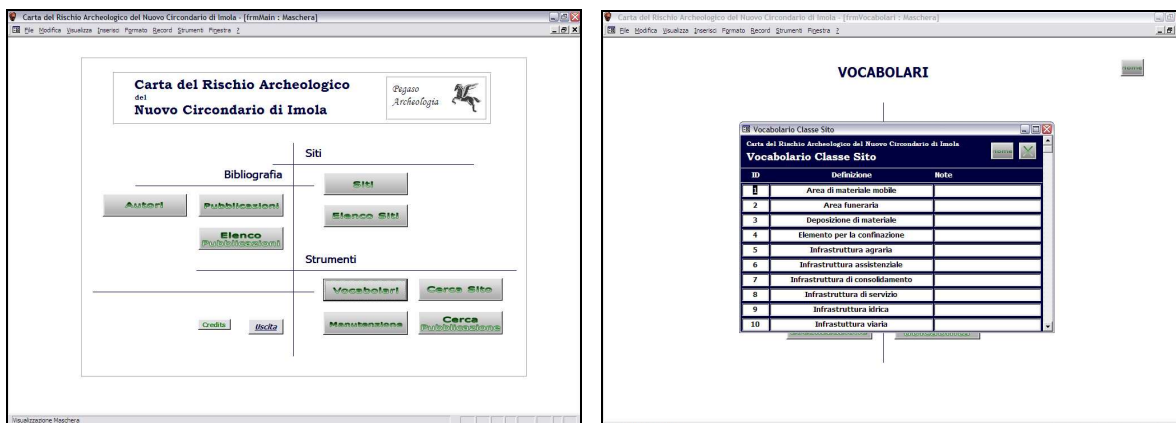 Carta del Rischio Archeologico del Nuovo Circondario di Imola - [frmMain : Maschera]
File Modifica Visualizza Inserisci Formato Record Strumenti Finestra ?
Carta del Rischio Archeologico
del
Nuovo Circondario di Imola
Pegaso
Archeologia
Siti
Bibliografia
Siti
Autori
Pubblicazioni
Elenco Siti
Elenco
Pubblicazioni
Strumenti
Vocabolari
Cerca Sito
Credits
Uscita
Manutenzione
Cerca
Pubblicazione
Visualizzazione Maschera
Carta del Rischio Archeologico del Nuovo Circondario di Imola - [frmVocabolari : Maschera]
File Modifica Visualizza Inserisci Formato Record Strumenti Finestra ?
VOCABOLARI
Vocabolario Classe Sito
Carta del Rischio Archeologico del Nuovo Circondario di Imola
Vocabolario Classe Sito
ID Definizione Note
1 Area di materiale mobile
2 Area funeraria
3 Deposizione di materiale
4 Elemento per la confinazione
5 Infrastruttura agraria
6 Infrastruttura assistenziale
7 Infrastruttura di consolidamento
8 Infrastruttura di servizio
9 Infrastruttura idrica
10 Infrastuttura viaria